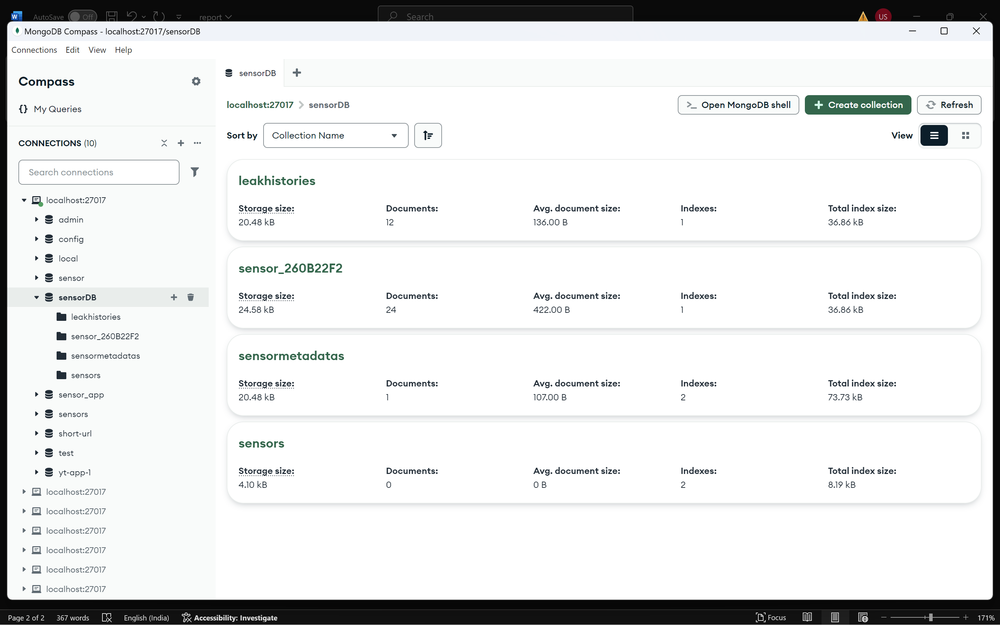 AutoSave Off report Search US
MongoDB Compass - localhost:27017/sensorDB
Connections Edit View Help
Compass
{} My Queries
CONNECTIONS (10)
Search connections
localhost:27017
admin
config
local
sensor
sensorDB
leakhistories
sensor_260B22F2
sensormetadatas
sensors
sensor_app
sensors
short-url
test
yt-app-1
localhost:27017
localhost:27017
localhost:27017
localhost:27017
localhost:27017
localhost:27017
sensorDB
localhost:27017 > sensorDB
Open MongoDB shell Create collection Refresh
Sort by Collection Name View
leakhistories
Storage size: Documents: Avg. document size: Indexes: Total index size:
20.48 kB 12 136.00 B 1 36.86 kB
sensor_260B22F2
Storage size: Documents: Avg. document size: Indexes: Total index size:
24.58 kB 24 422.00 B 1 36.86 kB
sensormetadatas
Storage size: Documents: Avg. document size: Indexes: Total index size:
20.48 kB 1 107.00 B 2 73.73 kB
sensors
Storage size: Documents: Avg. document size: Indexes: Total index size:
4.10 kB 0 0 B 2 8.19 kB
Page 2 of 2 367 words English (India) Accessibility: Investigate Focus 171%